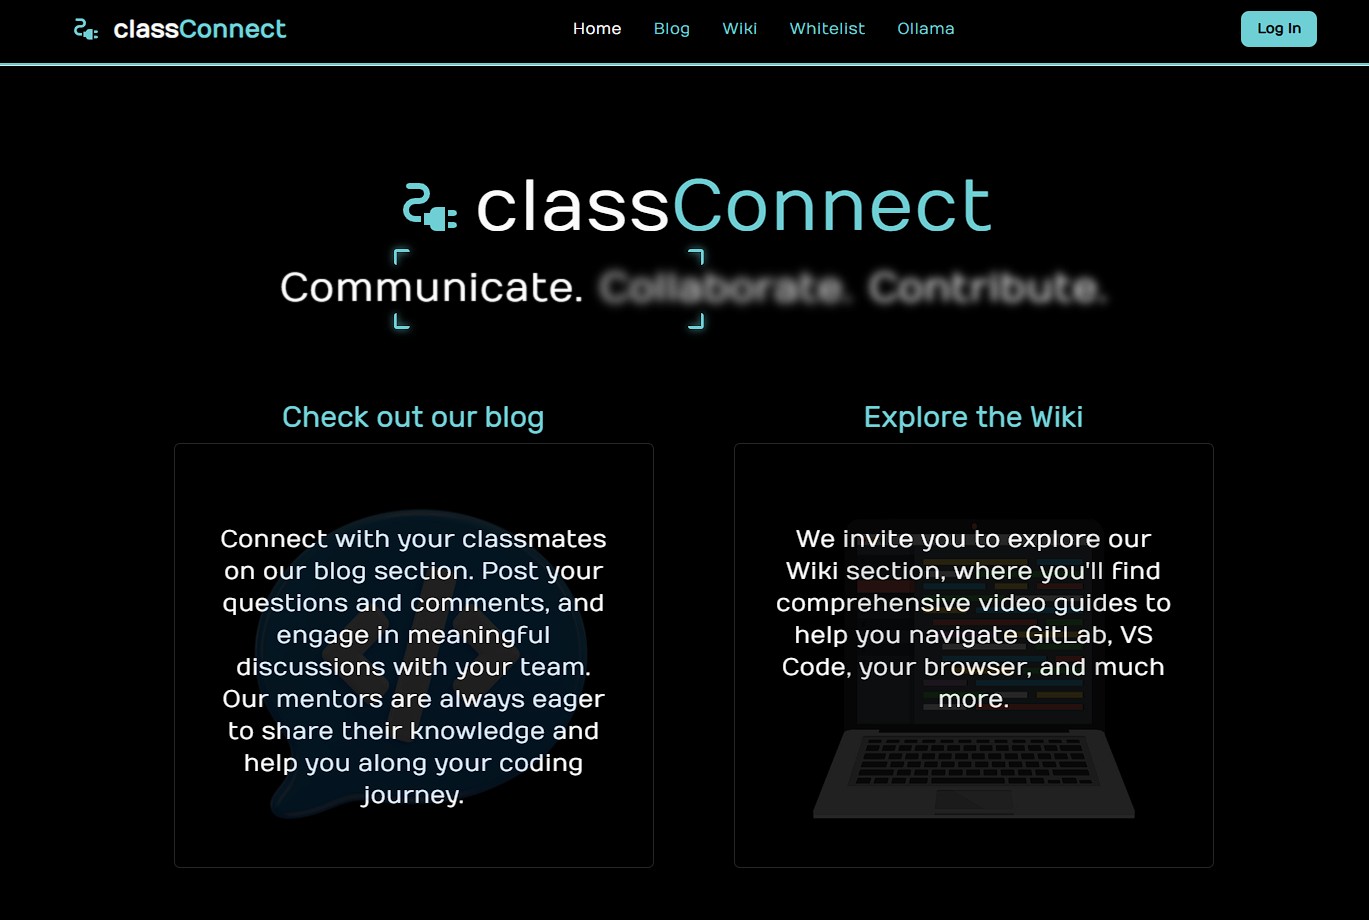 classConnect
Home Blog Wiki Whitelist Ollama
Log In
classConnect
Communicate. Collaborate. Contribute.
Check out our blog
Connect with your classmates
on our blog section. Post your
questions and comments, and
engage in meaningful
discussions with your team.
Our mentors are always eager
to share their knowledge and
help you along your coding
journey.
Explore the Wiki
We invite you to explore our
Wiki section, where you'll find
comprehensive video guides to
help you navigate GitLab, VS
Code, your browser, and much
more.